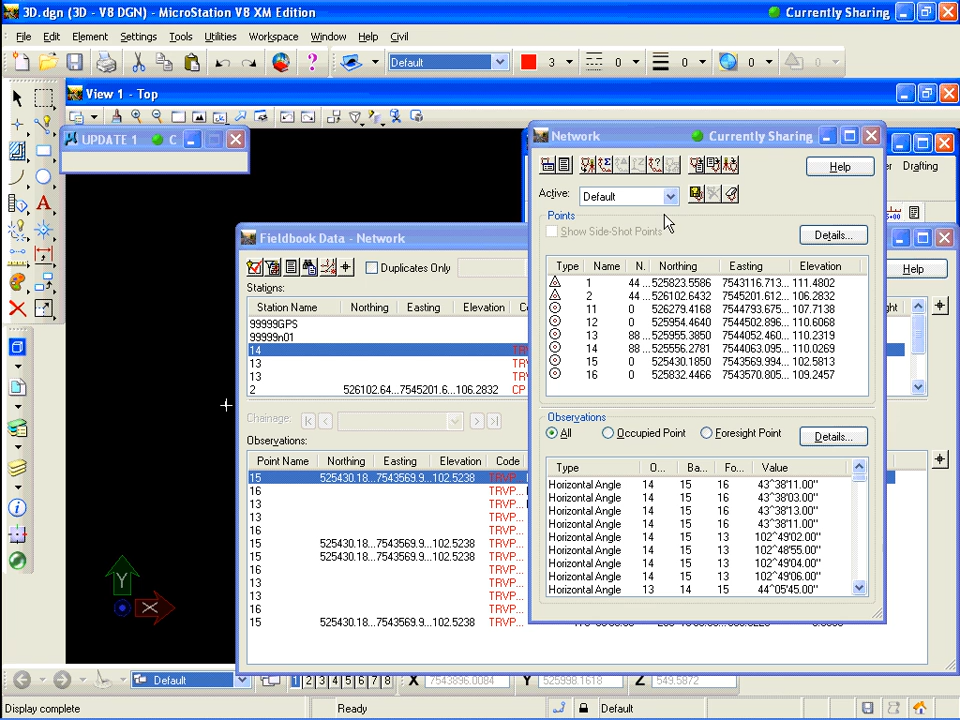 3D.dgn (3D - V8 DGN) - MicroStation V8 XM Edition
Currently Sharing
File Edit Element Settings Tools Utilities Workspace Window Help Civil
Default 3 0 0 0 0
View 1 - Top
UPDATE 1 C
Network
Currently Sharing
Help
Drafting
Active: Default
Points
Show Side-Shot Points
Details...
Type Name N. Northing Easting Elevation
1 44 ... 525823.5586 7543116.713... 111.4802
2 44 ... 526102.6432 7545201.612... 106.2832
11 0 526279.4168 7544793.675... 107.7138
12 0 525954.4640 7544502.896... 110.6068
13 88 ... 525955.3850 7544052.460... 110.2319
14 88 ... 525556.2781 7544063.095... 110.0269
15 0 525430.1850 7543569.994... 102.5813
16 0 525832.4466 7543570.805... 109.2457
Observations
All Occupied Point Foresight Point
Details...
Type O... Ba... Fo... Value
Horizontal Angle 14 15 16 43^38'11.00"
Horizontal Angle 14 15 16 43^38'03.00"
Horizontal Angle 14 15 16 43^38'13.00"
Horizontal Angle 14 15 16 43^38'11.00"
Horizontal Angle 14 15 13 102^49'02.00"
Horizontal Angle 14 15 13 102^48'55.00"
Horizontal Angle 14 15 13 102^49'04.00"
Horizontal Angle 14 15 13 102^49'06.00"
Horizontal Angle 13 14 15 44^05'45.00"
Fieldbook Data - Network
Help
Duplicates Only
Stations:
Station Name Northing Easting Elevation
99999GPS
99999n01
14 TR
13 TR
13 TR
2 526102.64...7545201.6...106.2832 CP
Chainage:
Observations:
Point Name Northing Easting Elevation Code
15 525430.18...7543569.9...102.5238 TRVP...
16 TRVP...
13 TRVP...
13 TRVP...
16 TRVP...
15 525430.18...7543569.9...102.5238 TRVP...
15 525430.18...7543569.9...102.5238 TRVP...
16 TRVP...
13 TRVP...
13 TRVP...
16 TRVP...
15 525430.18...7543569.9...102.5238 TRVP...
Y
X
Default 1 2 3 4 5 6 7 8 X 7543896.0084 Y 525998.1618 Z 549.5872
Display complete Ready Default